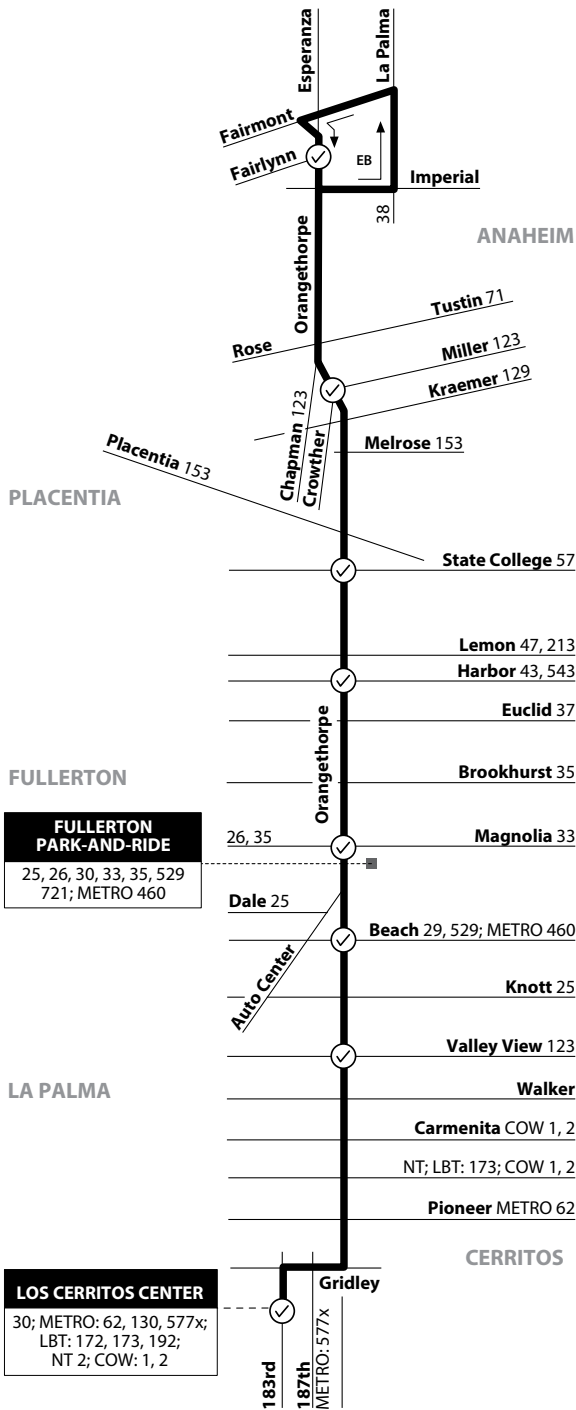 Esperanza
La Palma
Fairmont
Fairlynn
EB
Imperial
38
ANAHEIM
Orangethorpe
Tustin 71
Rose
Miller 123
Kraemer 129
Chapman 123
Crowther
Melrose 153
Placentia 153
PLACENTIA
State College 57
Lemon 47, 213
Harbor 43, 543
Euclid 37
Orangethorpe
FULLERTON
Brookhurst 35
FULLERTON
PARK-AND-RIDE
25, 26, 30, 33, 35, 529
721; METRO 460
26, 35
Magnolia 33
Dale 25
Beach 29, 529; METRO 460
Auto Center
Knott 25
Valley View 123
LA PALMA
Walker
Carmenita COW 1, 2
NT; LBT: 173; COW 1, 2
Pioneer METRO 62
CERRITOS
Gridley
LOS CERRITOS CENTER
30; METRO: 62, 130, 577x;
LBT: 172, 173, 192;
NT 2; COW: 1, 2
183rd
187th
METRO: 577x